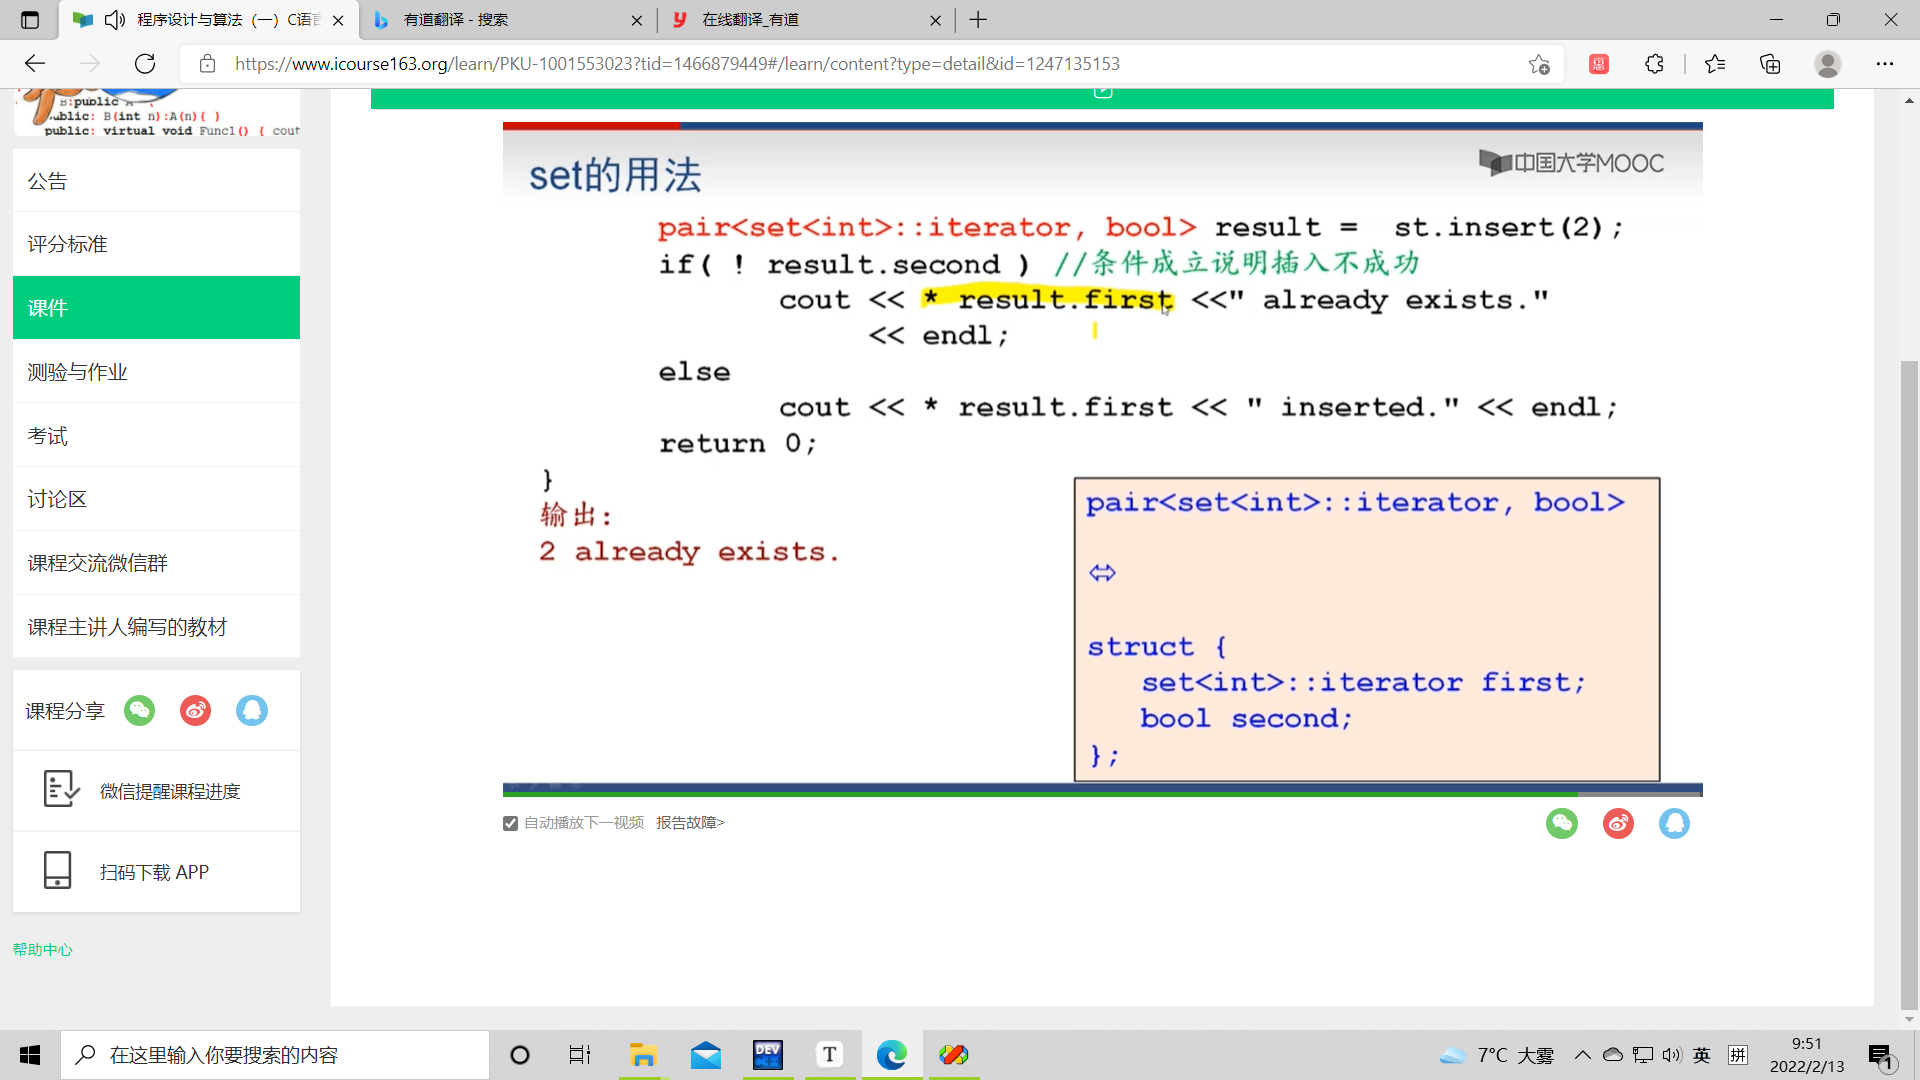 程序设计与算法（一）C语言
有道翻译 - 搜索
在线翻译_有道
https://www.icourse163.org/learn/PKU-1001553023?tid=1466879449#/learn/content?type=detail&id=1247135153
B:public A {
public: B(int n):A(n){ }
public: virtual void Func1() { cout
公告
评分标准
课件
测验与作业
考试
讨论区
课程交流微信群
课程主讲人编写的教材
课程分享
微信提醒课程进度
扫码下载 APP
帮助中心
set的用法
中国大学MOOC
pair<set<int>::iterator, bool> result = st.insert(2);
if( ! result.second ) //条件成立说明插入不成功
cout << * result.first <<" already exists."
<< endl;
else
cout << * result.first << " inserted." << endl;
return 0;
}
输出:
2 already exists.
pair<set<int>::iterator, bool>
⇔
struct {
set<int>::iterator first;
bool second;
};
自动播放下一视频 报告故障>
在这里输入你要搜索的内容
DEV
T
7°C 大雾
英
拼
9:51
2022/2/13
1